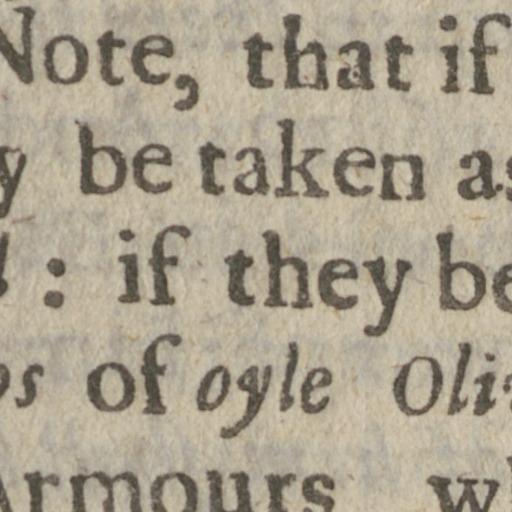 Note, that if
y be taken as
: if they be
of oyle Oli-
Armours